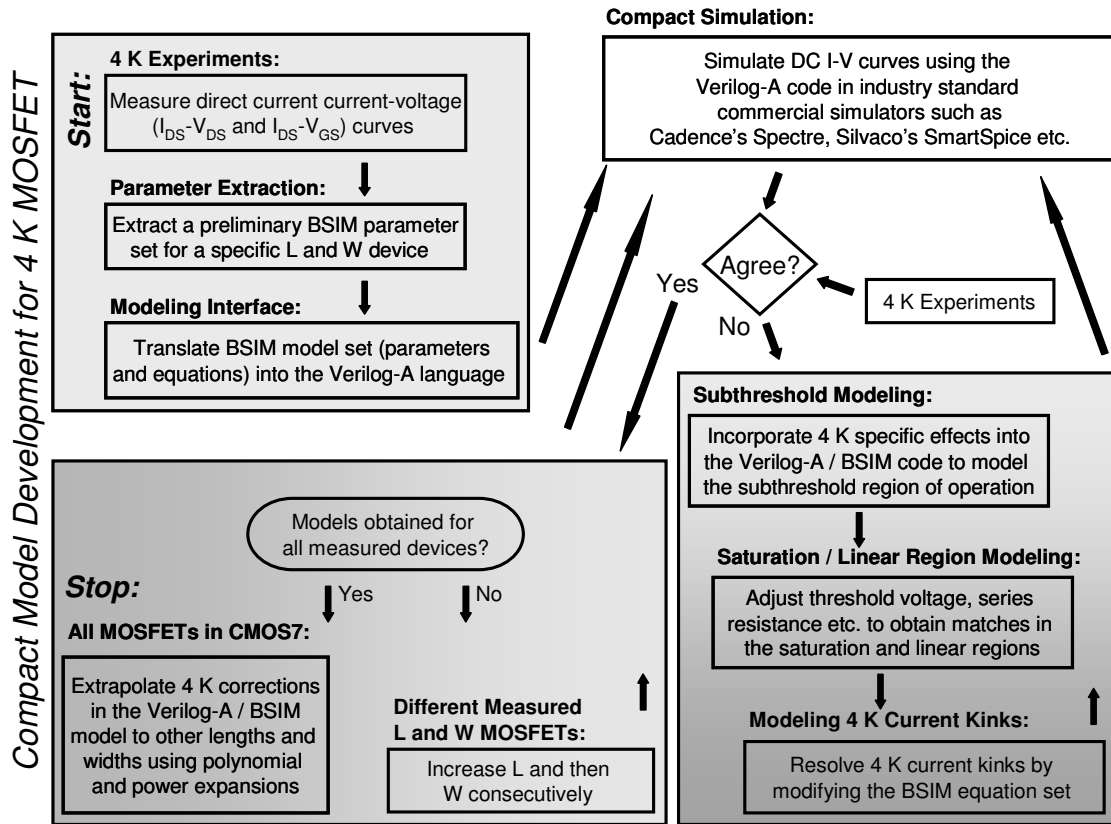 Compact Model Development for 4 K MOSFET
Start:
4 K Experiments:
Measure direct current current-voltage
(I_DS-V_DS and I_DS-V_GS) curves
Parameter Extraction:
Extract a preliminary BSIM parameter
set for a specific L and W device
Modeling Interface:
Translate BSIM model set (parameters
and equations) into the Verilog-A language
Compact Simulation:
Simulate DC I-V curves using the
Verilog-A code in industry standard
commercial simulators such as
Cadence's Spectre, Silvaco's SmartSpice etc.
Agree?
Yes
No
4 K Experiments
Subthreshold Modeling:
Incorporate 4 K specific effects into
the Verilog-A / BSIM code to model
the subthreshold region of operation
Saturation / Linear Region Modeling:
Adjust threshold voltage, series
resistance etc. to obtain matches in
the saturation and linear regions
Modeling 4 K Current Kinks:
Resolve 4 K current kinks by
modifying the BSIM equation set
Models obtained for
all measured devices?
Stop:
Yes
No
All MOSFETs in CMOS7:
Extrapolate 4 K corrections
in the Verilog-A / BSIM
model to other lengths and
widths using polynomial
and power expansions
Different Measured
L and W MOSFETs:
Increase L and then
W consecutively